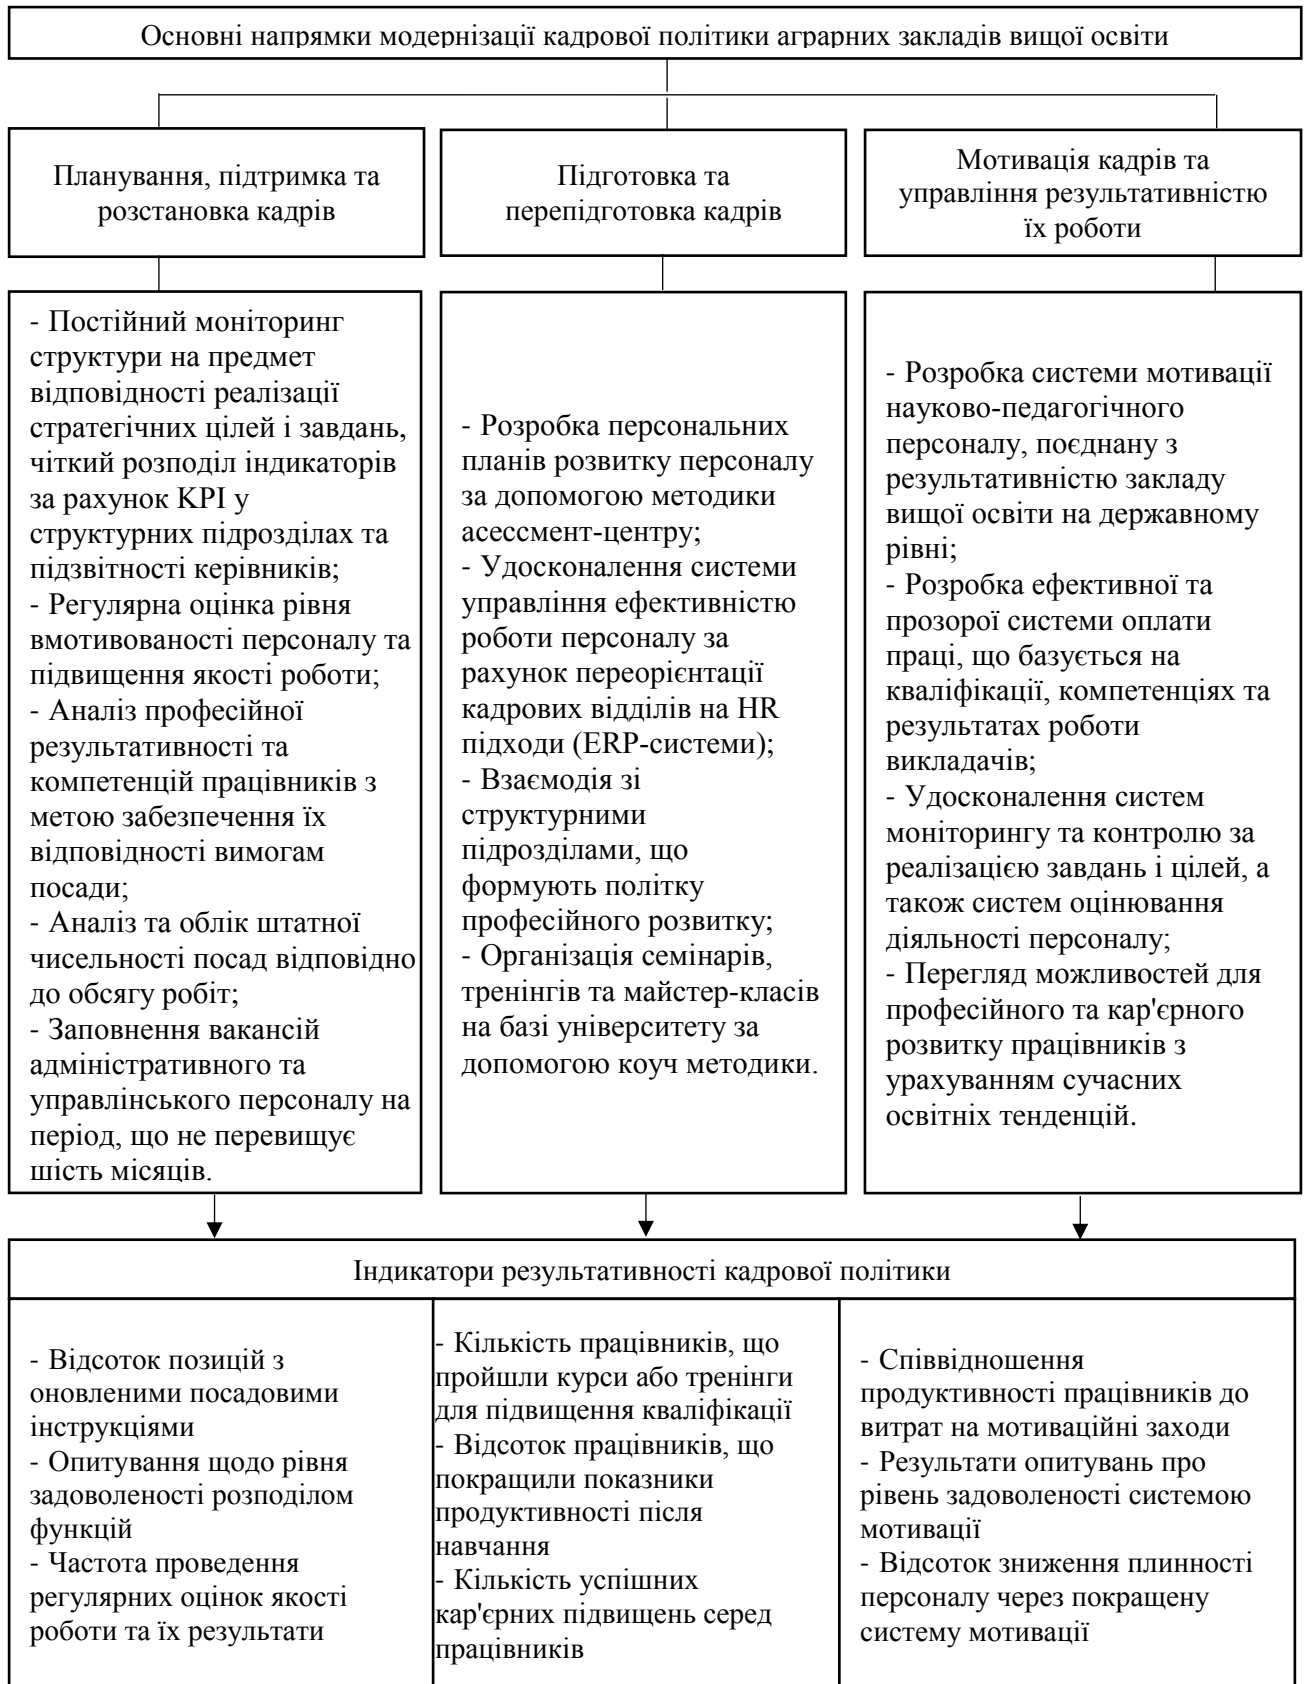 Основні напрямки модернізації кадрової політики аграрних закладів вищої освіти
Планування, підтримка та
розстановка кадрів
Підготовка та
перепідготовка кадрів
Мотивація кадрів та
управління результативністю
їх роботи
- Постійний моніторинг
структури на предмет
відповідності реалізації
стратегічних цілей і завдань,
чіткий розподіл індикаторів
за рахунок KPI у
структурних підрозділах та
підзвітності керівників;
- Регулярна оцінка рівня
вмотивованості персоналу та
підвищення якості роботи;
- Аналіз професійної
результативності та
компетенцій працівників з
метою забезпечення їх
відповідності вимогам
посади;
- Аналіз та облік штатної
чисельності посад відповідно
до обсягу робіт;
- Заповнення вакансій
адміністративного та
управлінського персоналу на
період, що не перевищує
шість місяців.
- Розробка персональних
планів розвитку персоналу
за допомогою методики
асессмент-центру;
- Удосконалення системи
управління ефективністю
роботи персоналу за
рахунок переорієнтації
кадрових відділів на HR
підходи (ERP-системи);
- Взаємодія зі
структурними
підрозділами, що
формують політку
професійного розвитку;
- Організація семінарів,
тренінгів та майстер-класів
на базі університету за
допомогою коуч методики.
- Розробка системи мотивації
науково-педагогічного
персоналу, поєднану з
результативністю закладу
вищої освіти на державному
рівні;
- Розробка ефективної та
прозорої системи оплати
праці, що базується на
кваліфікації, компетенціях та
результатах роботи
викладачів;
- Удосконалення систем
моніторингу та контролю за
реалізацією завдань і цілей, а
також систем оцінювання
діяльності персоналу;
- Перегляд можливостей для
професійного та кар'єрного
розвитку працівників з
урахуванням сучасних
освітніх тенденцій.
Індикатори результативності кадрової політики
- Відсоток позицій з
оновленими посадовими
інструкціями
- Опитування щодо рівня
задоволеності розподілом
функцій
- Частота проведення
регулярних оцінок якості
роботи та їх результати
- Кількість працівників, що
пройшли курси або тренінги
для підвищення кваліфікації
- Відсоток працівників, що
покращили показники
продуктивності після
навчання
- Кількість успішних
кар'єрних підвищень серед
працівників
- Співвідношення
продуктивності працівників до
витрат на мотиваційні заходи
- Результати опитувань про
рівень задоволеності системою
мотивації
- Відсоток зниження плинності
персоналу через покращену
систему мотивації